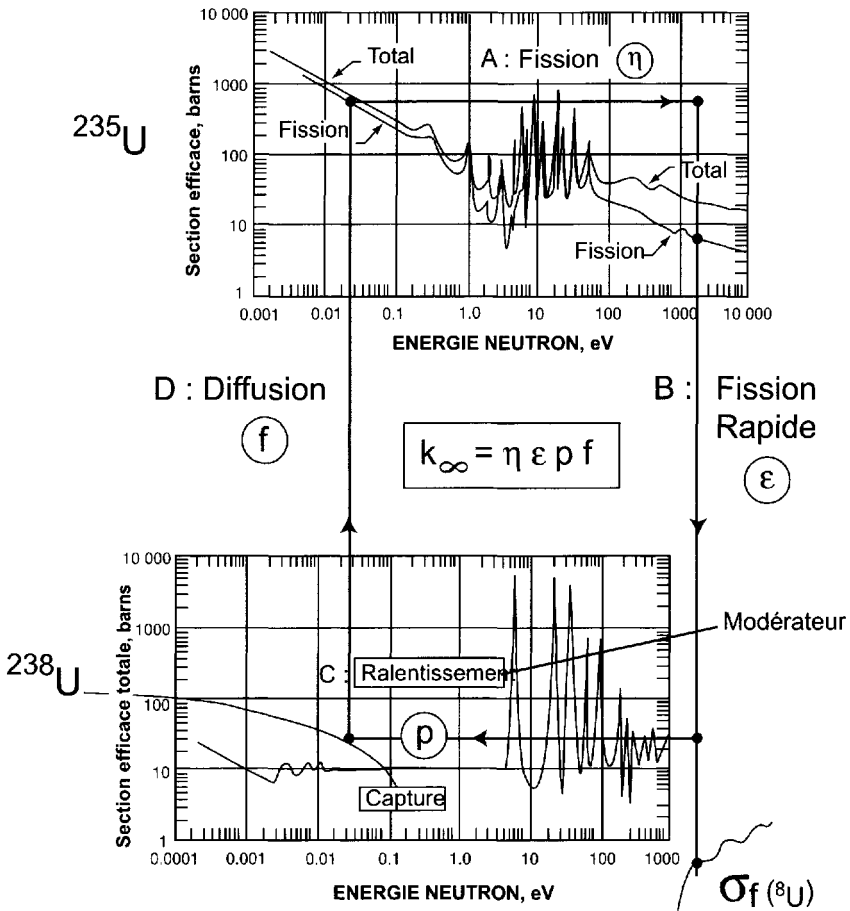 10 000
1000
100
10
1
Section efficace, barns
235U
Total
Fission
A : Fission η
Total
Fission
0.001 0.01 0.1 1.0 10 100 1000 10 000
ENERGIE NEUTRON, eV
D : Diffusion
f
B : Fission
Rapide
ε
k∞ = η ε p f
10 000
1000
100
10
1
Section efficace totale, barns
238U
Modérateur
C : Ralentissement
p
Capture
0.0001 0.001 0.01 0.1 1.0 10 100 1000
ENERGIE NEUTRON, eV
σf (8U)